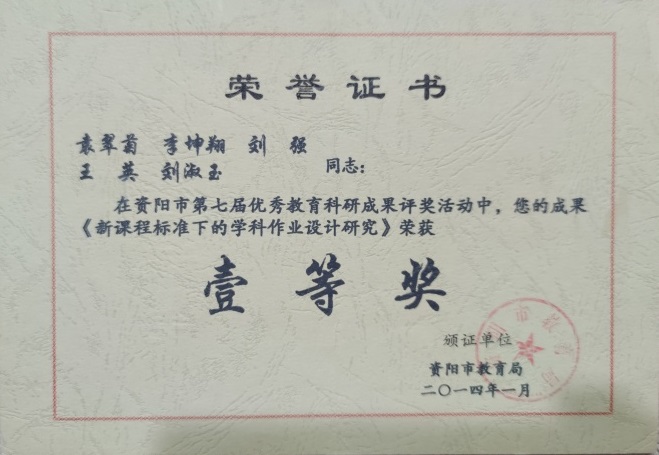 荣誉证书
袁翠菊 李坤翔 刘强
王英 刘淑玉 同志：
在资阳市第七届优秀教育科研成果评奖活动中，您的成果
《新课程标准下的学科作业设计研究》荣获
壹等奖
颁证单位
资阳市教育局
二〇一四年一月